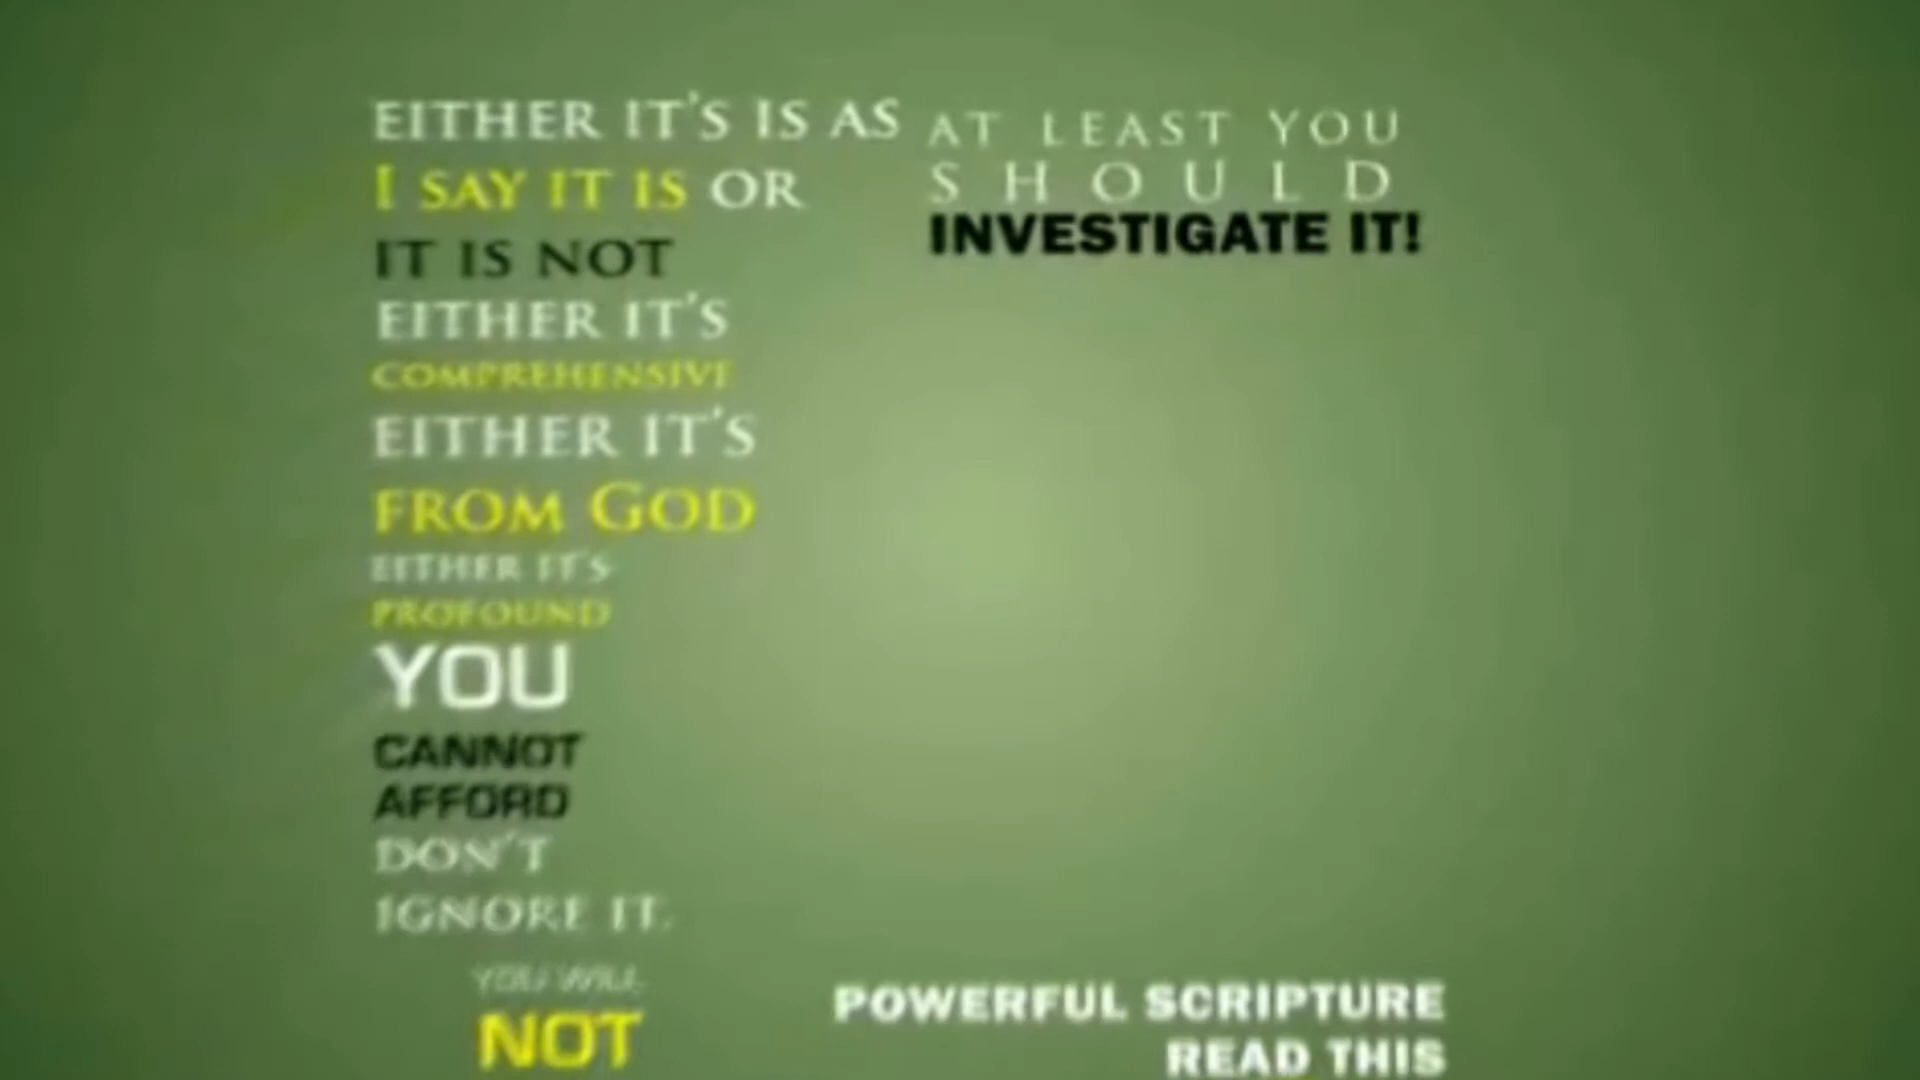 EITHER IT'S IS AS
I SAY IT IS OR
IT IS NOT
EITHER IT'S
COMPREHENSIVE
EITHER IT'S
FROM GOD
EITHER IT'S
PROFOUND
YOU
CANNOT
AFFORD
DON'T
IGNORE IT.
YOU WILL
NOT
AT LEAST YOU
SHOULD
INVESTIGATE IT!
POWERFUL SCRIPTURE
READ THIS